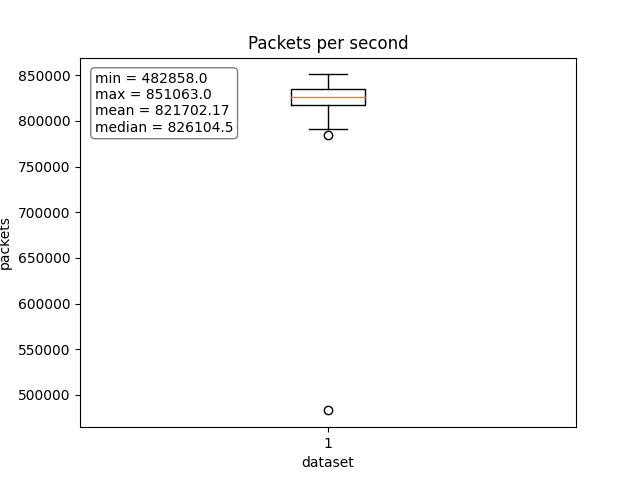 Packets per second
min = 482858.0
max = 851063.0
mean = 821702.17
median = 826104.5
850000
800000
750000
700000
650000
600000
550000
500000
packets
1
dataset